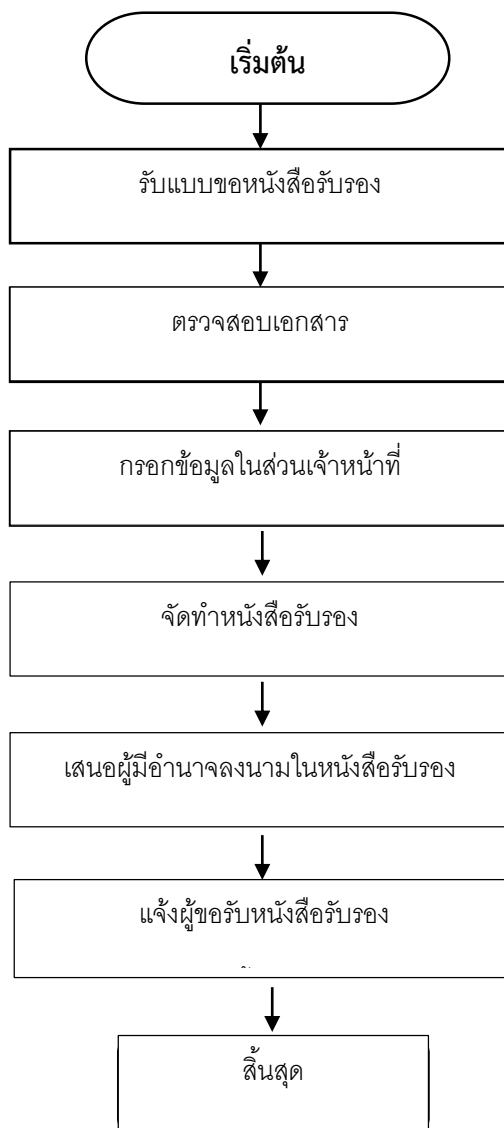 เริ่มต้น
รับแบบขอหนังสือรับรอง
ตรวจสอบเอกสาร
กรอกข้อมูลในส่วนเจ้าหน้าที่
จัดทำหนังสือรับรอง
เสนอผู้มีอำนาจลงนามในหนังสือรับรอง
แจ้งผู้ขอรับหนังสือรับรอง
สิ้นสุด